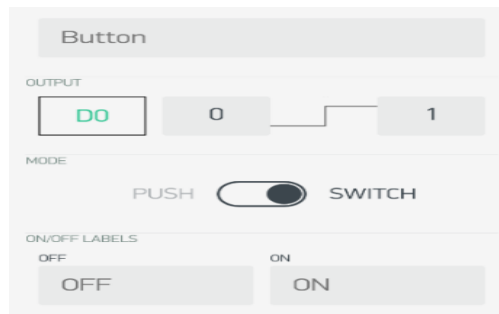 Button
OUTPUT
D0 0 1
MODE
PUSH SWITCH
ON/OFF LABELS
OFF ON
OFF ON